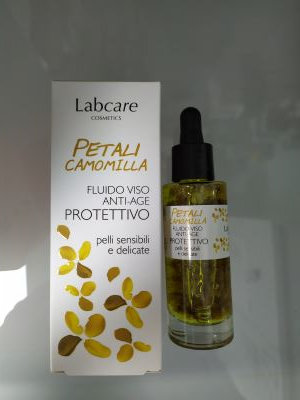 Labcare
COSMETICS
PETALI
CAMOMILLA
FLUIDO VISO
ANTI-AGE
PROTETTIVO
pelli sensibili
e delicate
PETALI
CAMOMILLA
FLUIDO VISO
ANTI-AGE
PROTETTIVO
pelli sensibili
e delicate